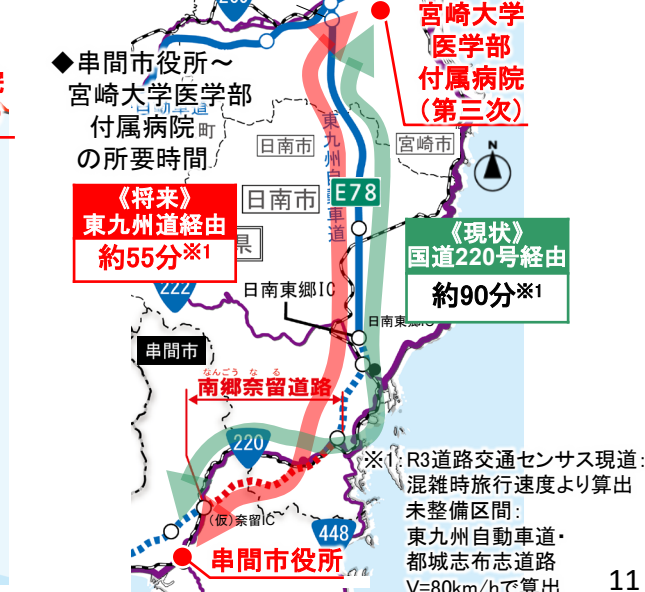 宮崎大学
医学部
付属病院
（第三次）
◆串間市役所～
宮崎大学医学部
付属病院
の所要時間
町
《将来》
東九州道経由
約55分※1
日南市
宮崎市
東九州自動車道
N
日南市
E78
県
《現状》
国道220号経由
約90分※1
222
日南東郷IC
串間市
なんごう な る
南郷奈留道路
220
(仮)奈留IC
448
串間市役所
※1：R3道路交通センサス現道：
混雑時旅行速度より算出
未整備区間：
東九州自動車道・
都城志布志道路
V=80km/hで算出
11